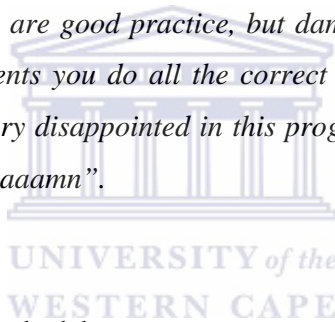 are good practice, but dan
ents you do all the correct
ry disappointed in this prog
aaamn”.
UNIVERSITY of the
WESTERN CAPE